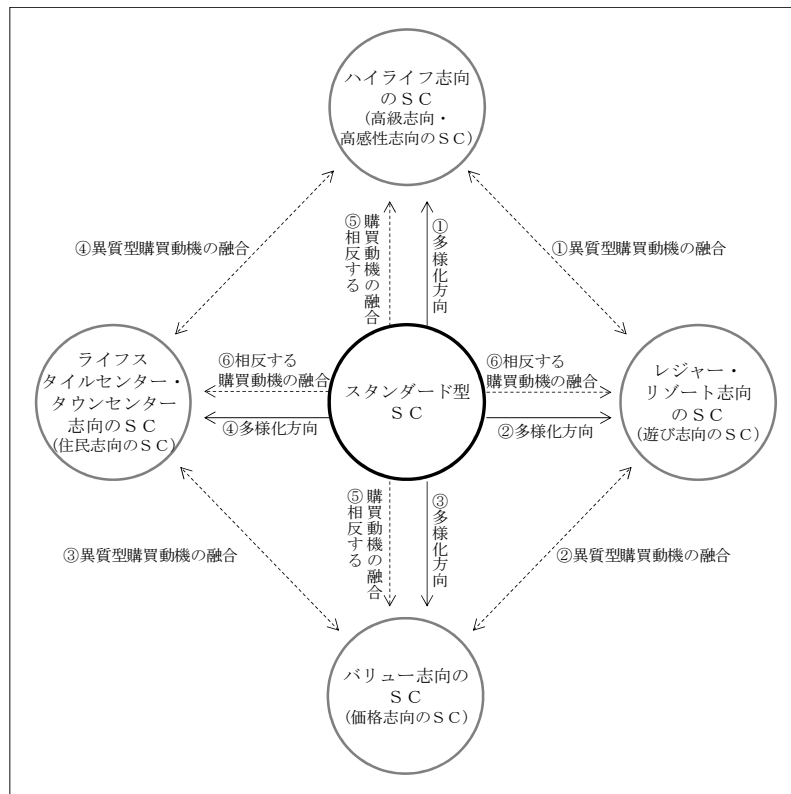 ハイライフ志向
のＳＣ
(高級志向・
高感性志向のＳＣ)
④異質型購買動機の融合
⑤相反する
購買動機の融合
①多様化方向
①異質型購買動機の融合
ライフス
タイルセンター・
タウンセンター
志向のＳＣ
(住民志向のＳＣ)
⑥相反する
購買動機の融合
④多様化方向
スタンダード型
ＳＣ
⑥相反する
購買動機の融合
②多様化方向
レジャー・
リゾート志向
のＳＣ
(遊び志向のＳＣ)
③異質型購買動機の融合
⑤相反する
購買動機の融合
③多様化方向
②異質型購買動機の融合
バリュー志向の
ＳＣ
(価格志向のＳＣ)